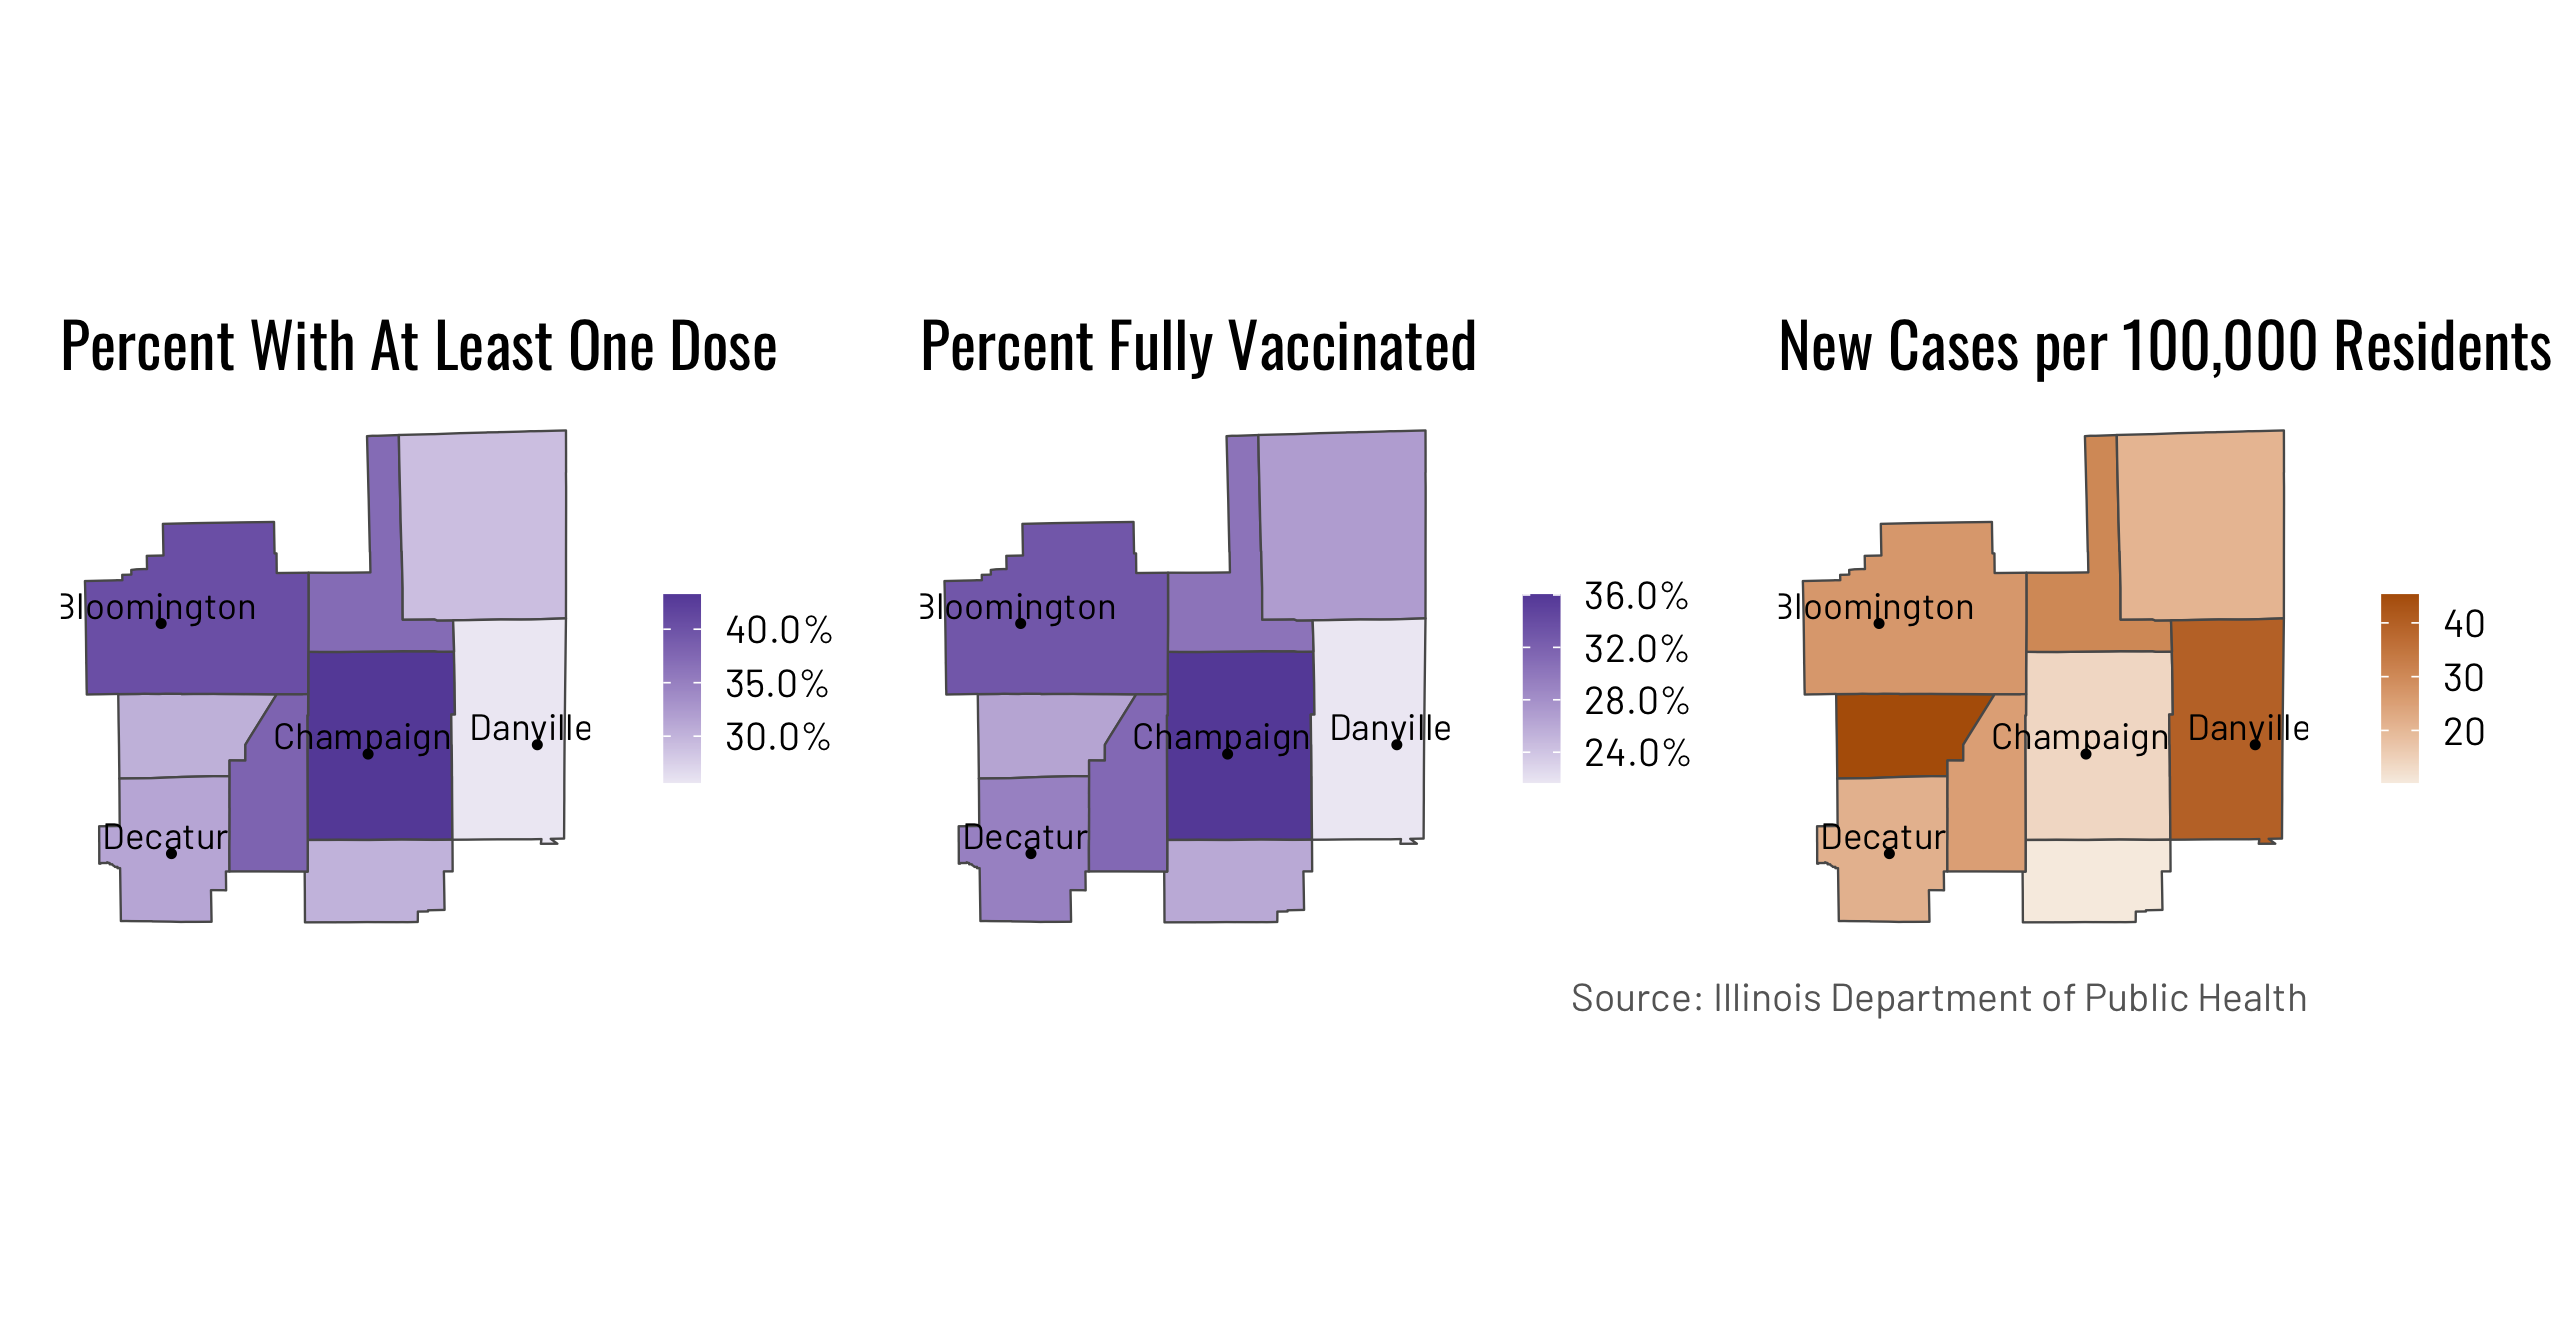 Percent With At Least One Dose
Bloomington
Champaign
Danville
Decatur
40.0%
35.0%
30.0%
Percent Fully Vaccinated
Bloomington
Champaign
Danville
Decatur
36.0%
32.0%
28.0%
24.0%
New Cases per 100,000 Residents
Bloomington
Champaign
Danville
Decatur
40
30
20
Source: Illinois Department of Public Health